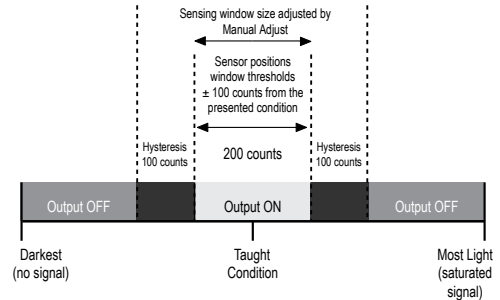 Sensing window size adjusted by
Manual Adjust
Sensor positions
window thresholds
± 100 counts from the
presented condition
Hysteresis
100 counts
200 counts
Hysteresis
100 counts
Output OFF
Output ON
Output OFF
Darkest
(no signal)
Taught
Condition
Most Light
(saturated
signal)